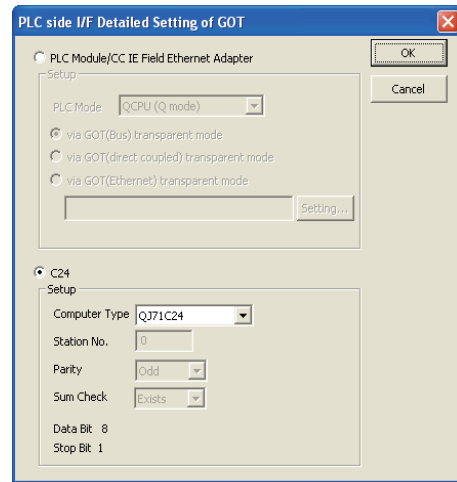 PLC side I/F Detailed Setting of GOT
PLC Module/CC IE Field Ethernet Adapter
OK
Setup
Cancel
PLC Mode QCPU (Q mode)
via GOT(Bus) transparent mode
via GOT(direct coupled) transparent mode
via GOT(Ethernet) transparent mode
Setting...
C24
Setup
Computer Type QJ71C24
Station No. 0
Parity Odd
Sum Check Exists
Data Bit 8
Stop Bit 1